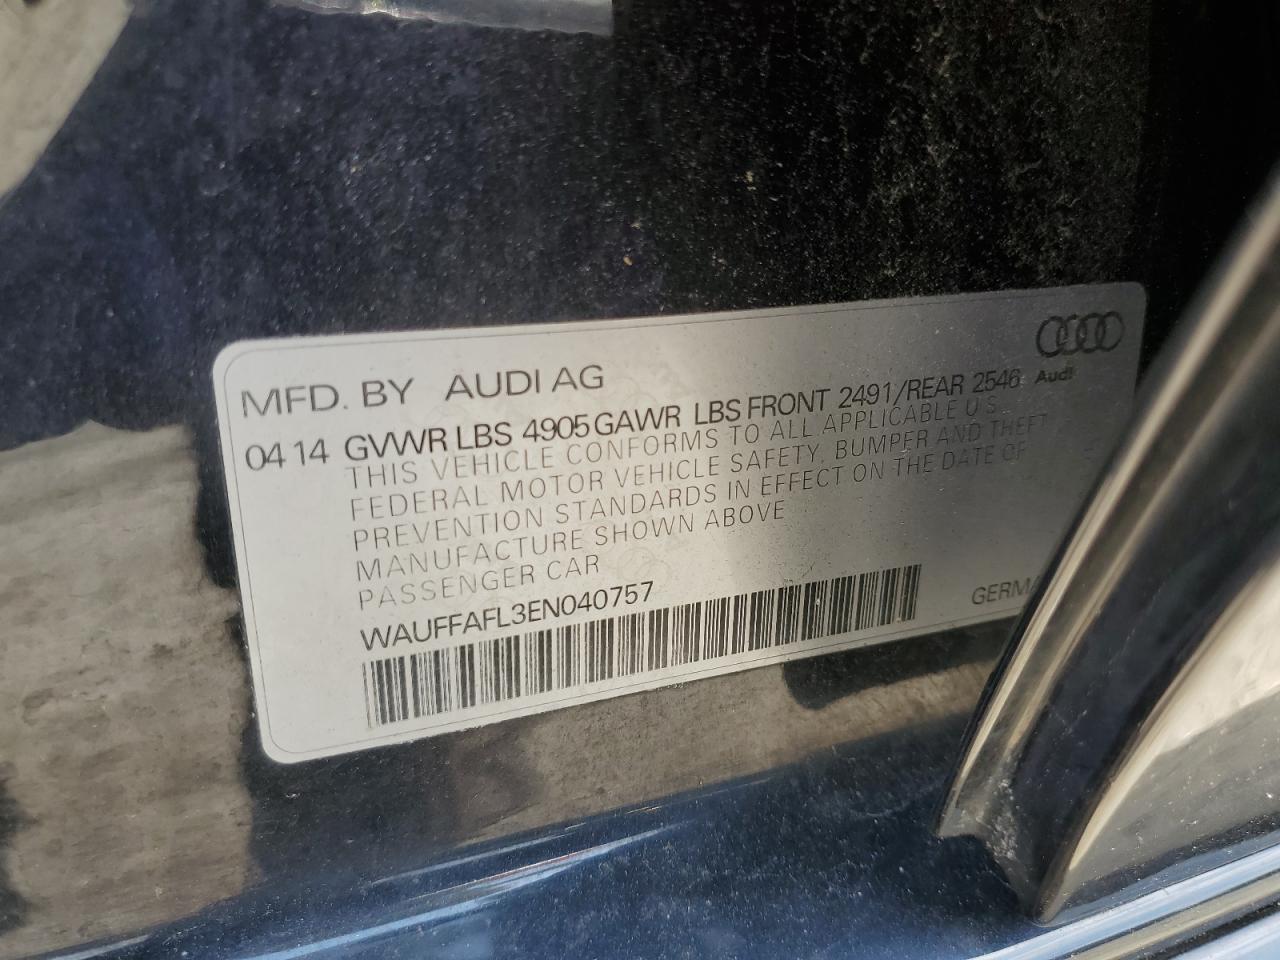 MFD. BY AUDI AG
04 14 GVWR LBS 4905 GAWR LBS FRONT 2491/REAR 2546 Audi
THIS VEHICLE CONFORMS TO ALL APPLICABLE U S
FEDERAL MOTOR VEHICLE SAFETY, BUMPER AND THEFT
PREVENTION STANDARDS IN EFFECT ON THE DATE OF
MANUFACTURE SHOWN ABOVE
PASSENGER CAR
WAUFFAFL3EN040757